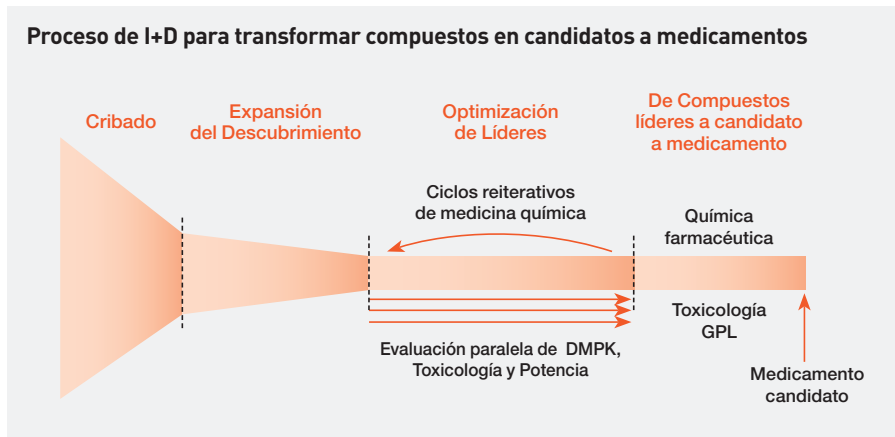 Proceso de I+D para transformar compuestos en candidatos a medicamentos
Cribado
Expansión
del Descubrimiento
Optimización
de Líderes
De Compuestos
líderes a candidato
a medicamento
Ciclos reiterativos
de medicina química
Química
farmacéutica
Evaluación paralela de DMPK,
Toxicología y Potencia
Toxicología
GPL
Medicamento
candidato